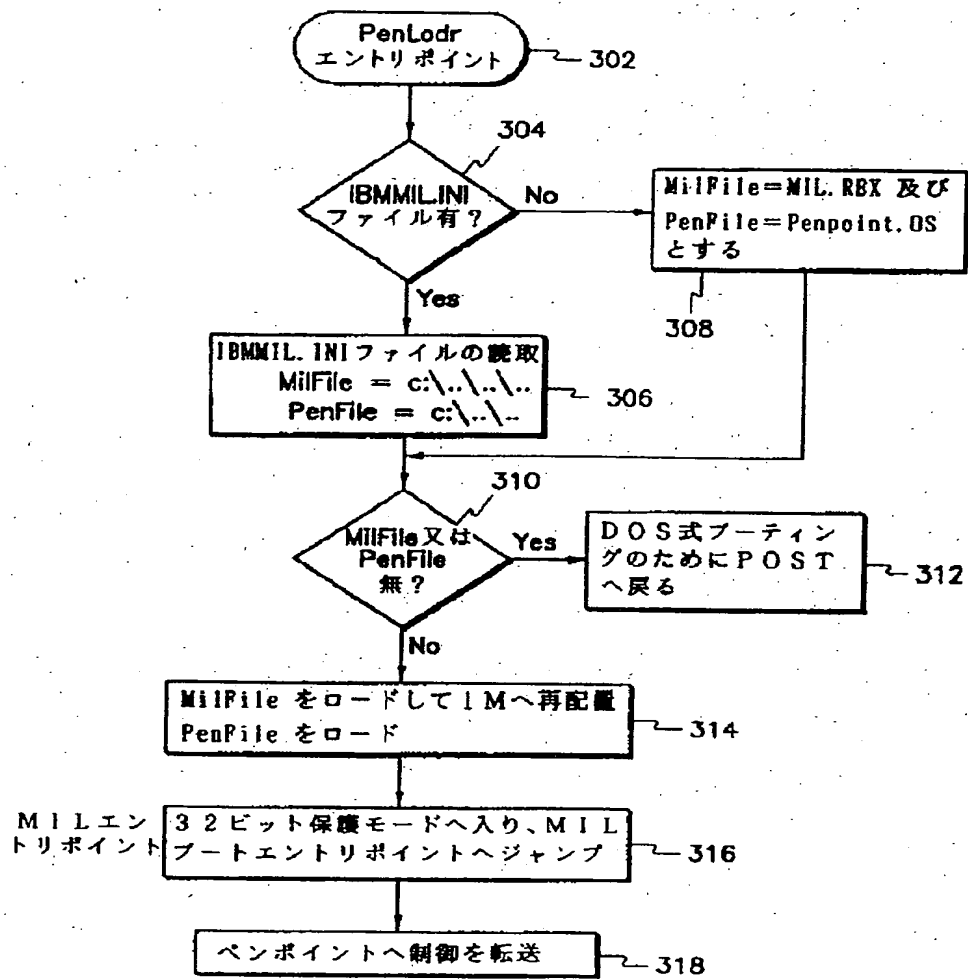 PenLodr
エントリポイント
302
304
IBMMIL.INI
ファイル有？
No
MilFile＝MIL.RBX 及び
PenFile＝Penpoint.OS
とする
308
Yes
IBMMIL.INIファイルの読取
MilFile = c:\..\..\..
PenFile = c:\..\..
306
310
MilFile又は
PenFile
無？
Yes
DOS式ブーティン
グのためにPOST
へ戻る
312
No
MilFile をロードして1Mへ再配置
PenFile をロード
314
MILエン
トリポイント
32ビット保護モードへ入り、MIL
ブートエントリポイントへジャンプ
316
ペンポイントへ制御を転送
318